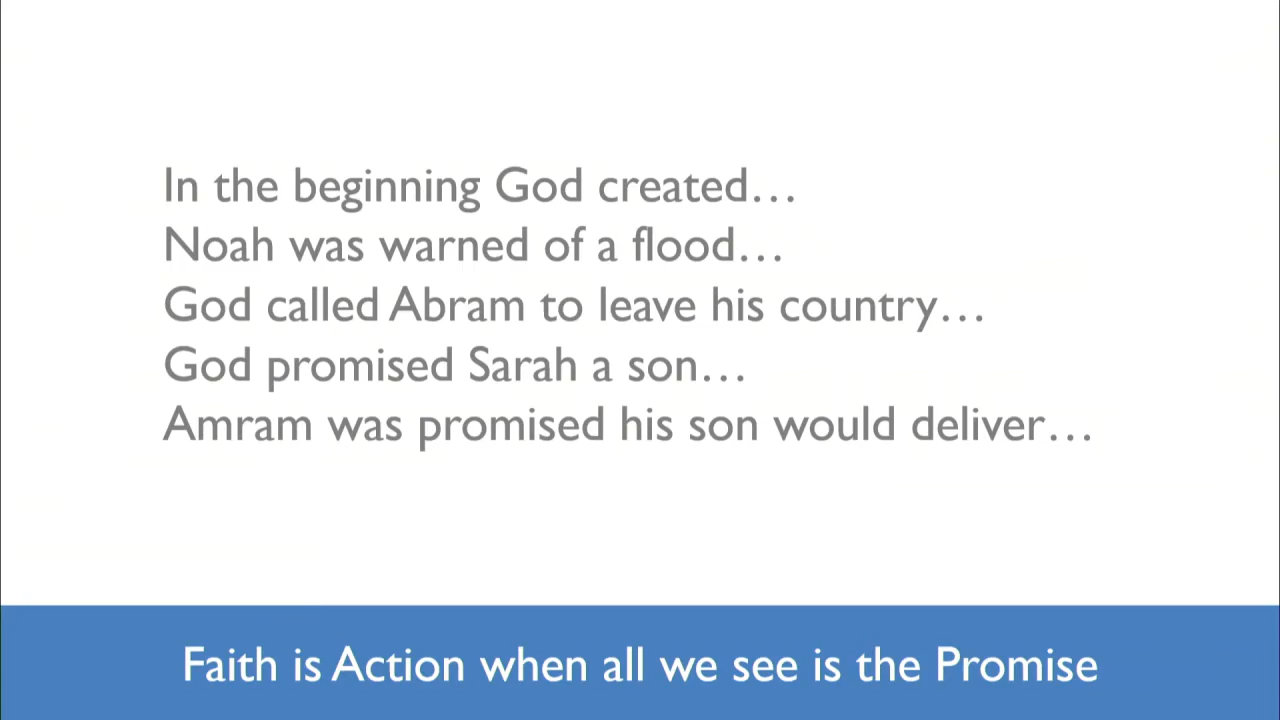 In the beginning God created…
Noah was warned of a flood…
God called Abram to leave his country…
God promised Sarah a son…
Amram was promised his son would deliver…
Faith is Action when all we see is the Promise